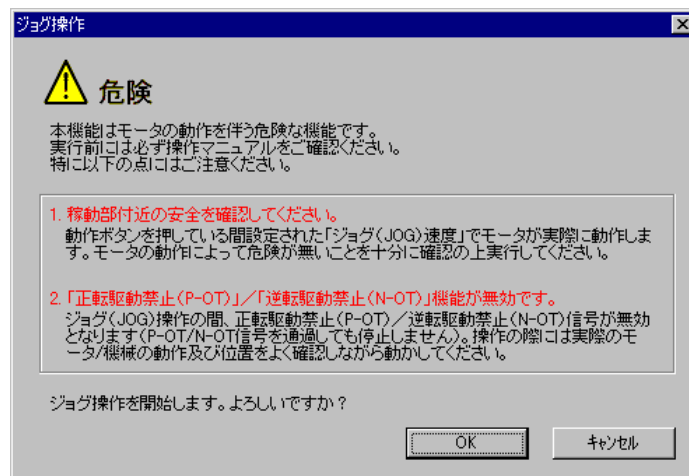 ジョグ操作
危険
本機能はモータの動作を伴う危険な機能です。
実行前には必ず操作マニュアルをご確認ください。
特に以下の点にはご注意ください。
1. 稼動部付近の安全を確認してください。
動作ボタンを押している間設定された「ジョグ(JOG)速度」でモータが実際に動作しま
す。モータの動作によって危険が無いことを十分に確認の上実行してください。
2. 「正転駆動禁止(P-OT)」／「逆転駆動禁止(N-OT)」機能が無効です。
ジョグ(JOG)操作の間、正転駆動禁止(P-OT)／逆転駆動禁止(N-OT)信号が無効
となります(P-OT/N-OT信号を通過しても停止しません)。操作の際には実際のモ
ータ/機械の動作及び位置をよく確認しながら動かしてください。
ジョグ操作を開始します。よろしいですか？
OK
キャンセル